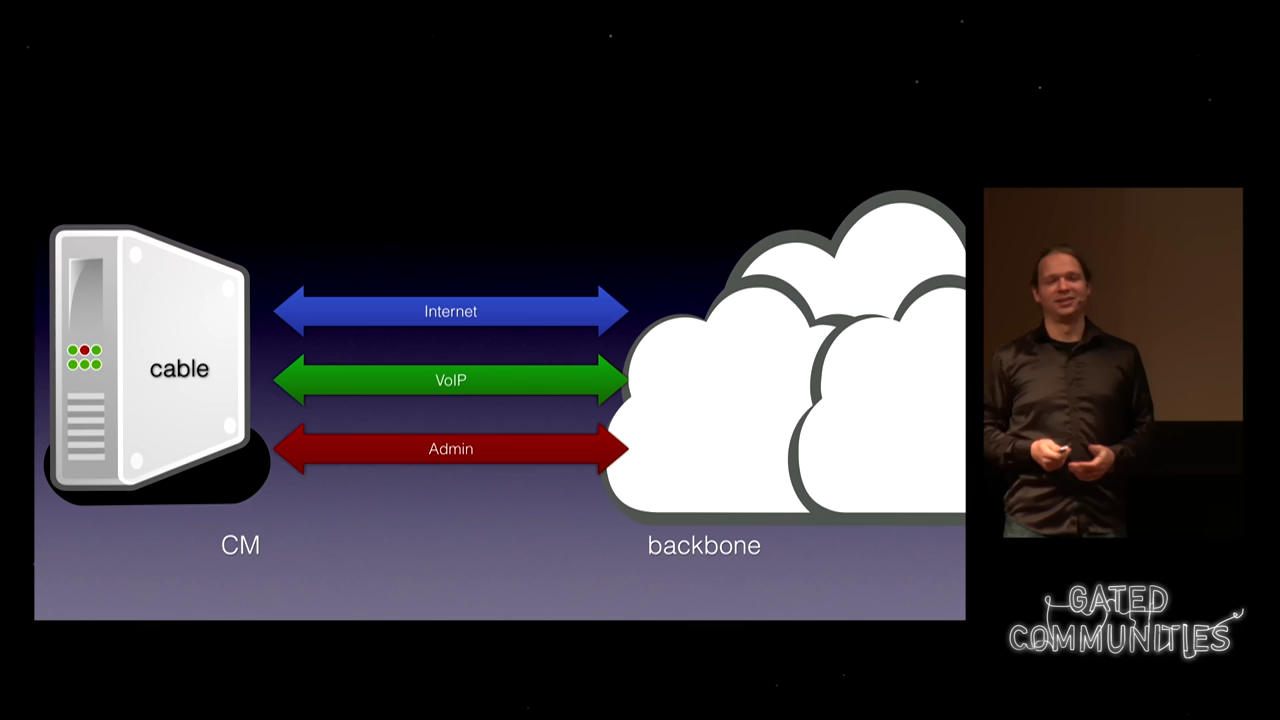 cable
Internet
VoIP
Admin
CM
backbone
GATED
COMMUNITIES